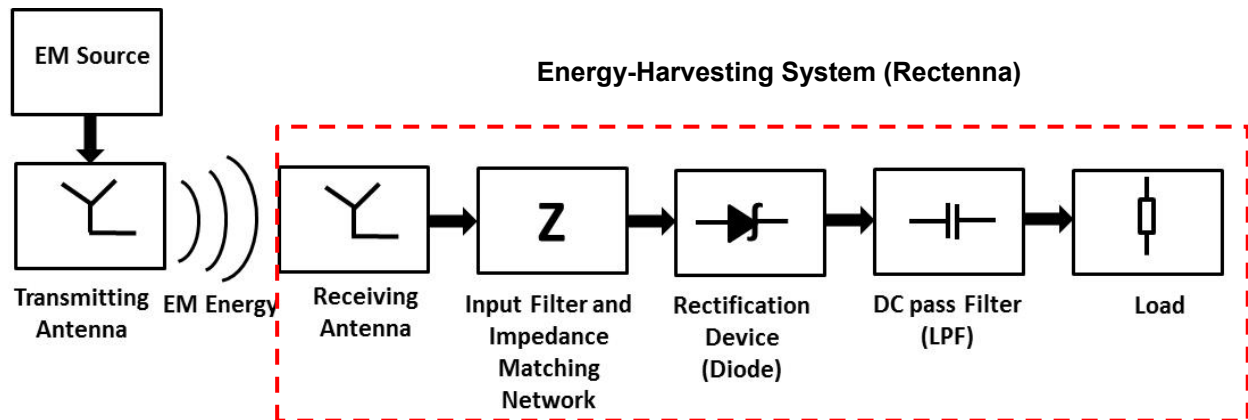 EM Source
Energy-Harvesting System (Rectenna)
Z
Transmitting
Antenna
EM Energy
Receiving
Antenna
Input Filter and
Impedance
Matching
Network
Rectification
Device
(Diode)
DC pass Filter
(LPF)
Load